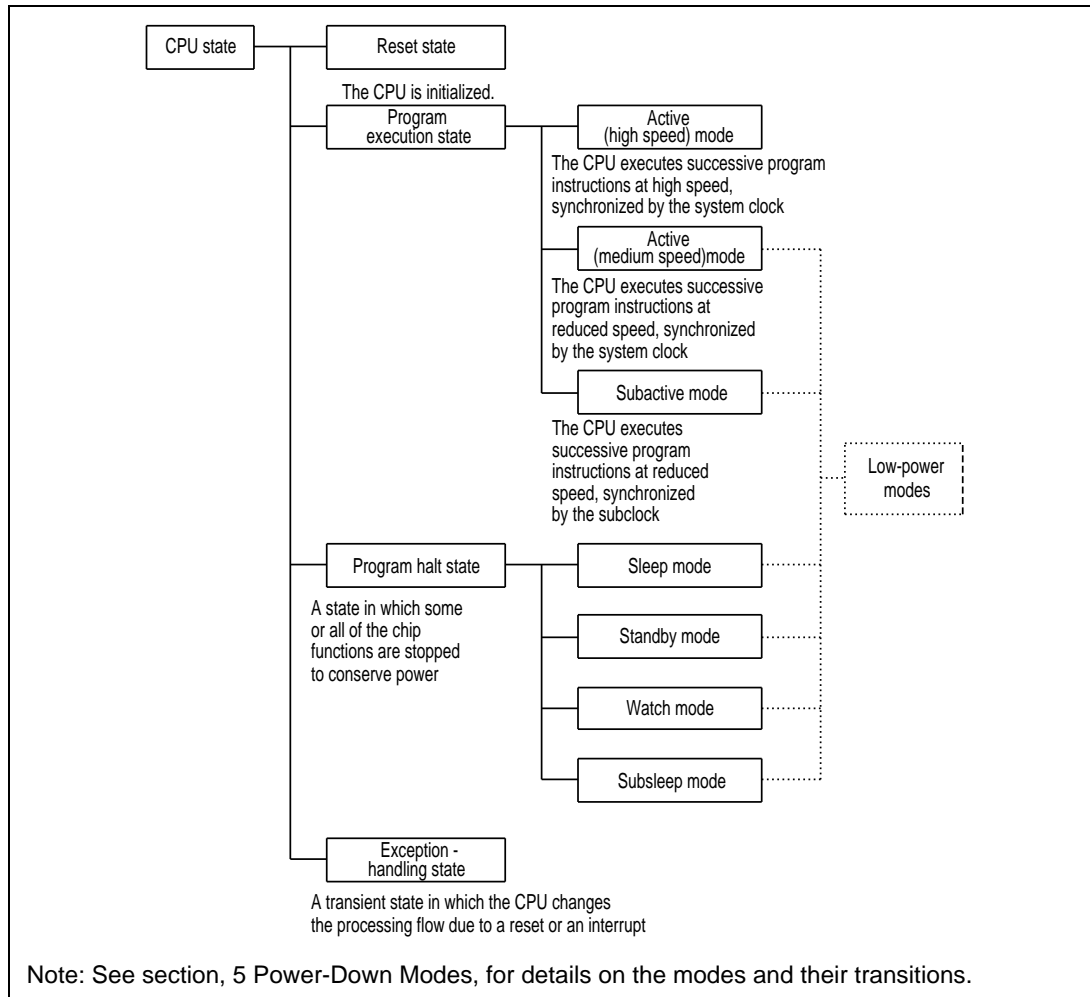 CPU state
Reset state
The CPU is initialized.
Program
execution state
Active
(high speed) mode
The CPU executes successive program
instructions at high speed,
synchronized by the system clock
Active
(medium speed)mode
The CPU executes successive
program instructions at
reduced speed, synchronized
by the system clock
Subactive mode
The CPU executes
successive program
instructions at reduced
speed, synchronized
by the subclock
Low-power
modes
Program halt state
A state in which some
or all of the chip
functions are stopped
to conserve power
Sleep mode
Standby mode
Watch mode
Subsleep mode
Exception -
handling state
A transient state in which the CPU changes
the processing flow due to a reset or an interrupt
Note: See section, 5 Power-Down Modes, for details on the modes and their transitions.